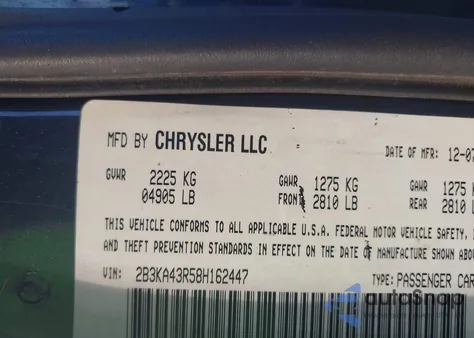 MFD BY CHRYSLER LLC
DATE OF MFR: 12-07
GVWR 2225 KG GAWR 1275 KG GAWR 1275
04905 LB FRONT 2810 LB REAR 2810
THIS VEHICLE CONFORMS TO ALL APPLICABLE U.S.A. FEDERAL MOTOR VEHICLE SAFETY,
AND THEFT PREVENTION STANDARDS IN EFFECT ON THE DATE OF MANUFACTURE SHOWN ABOV
VIN: 2B3KA43R58H162447 TYPE: PASSENGER CAR
autoSnap